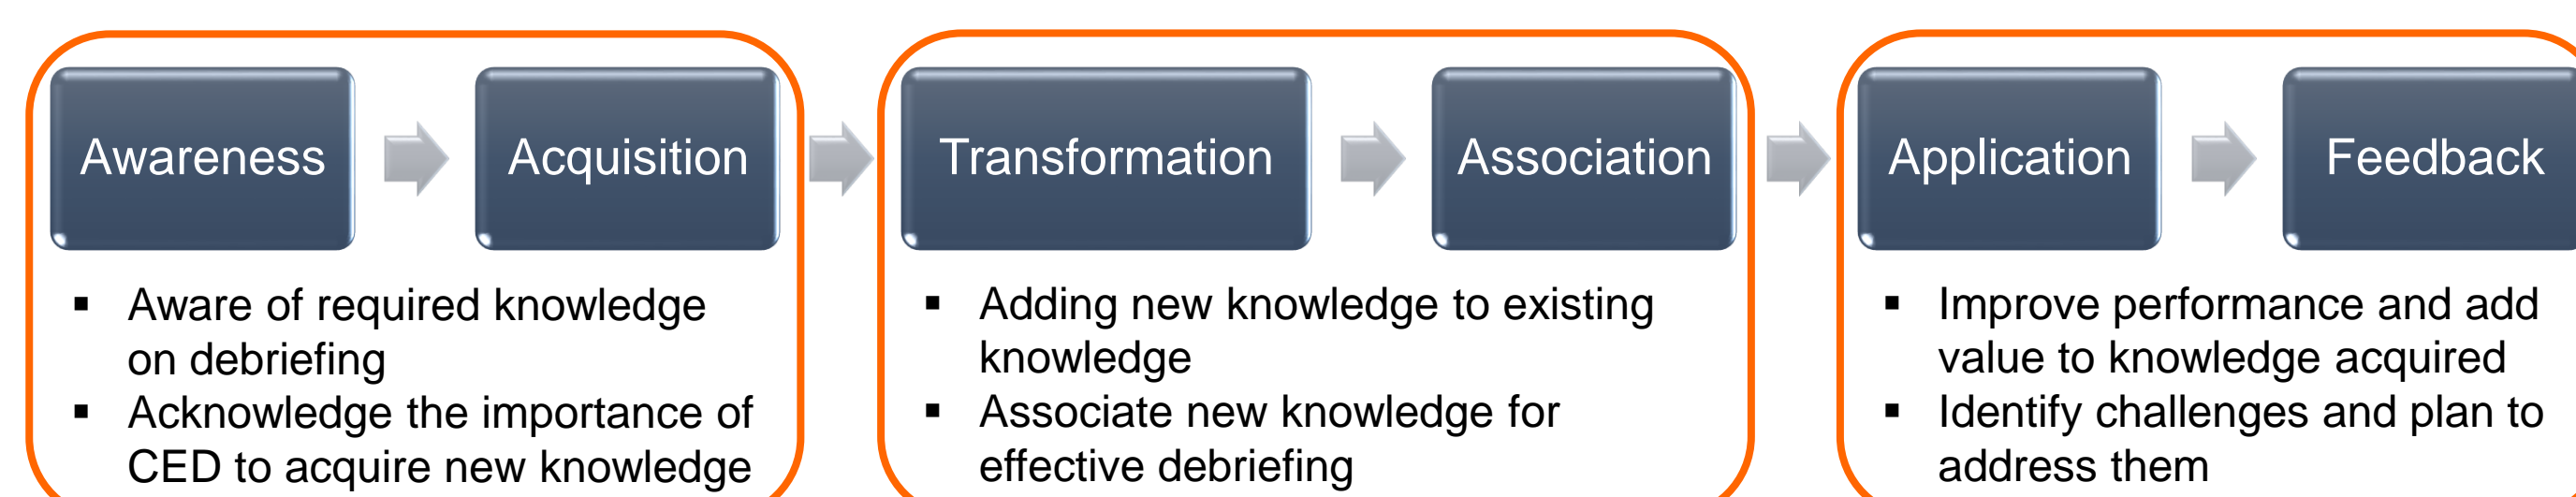 Awareness
Acquisition
Transformation
Association
Application
Feedback
▪ Aware of required knowledge
on debriefing
▪ Acknowledge the importance of
CED to acquire new knowledge
▪ Adding new knowledge to existing
knowledge
▪ Associate new knowledge for
effective debriefing
▪ Improve performance and add
value to knowledge acquired
▪ Identify challenges and plan to
address them